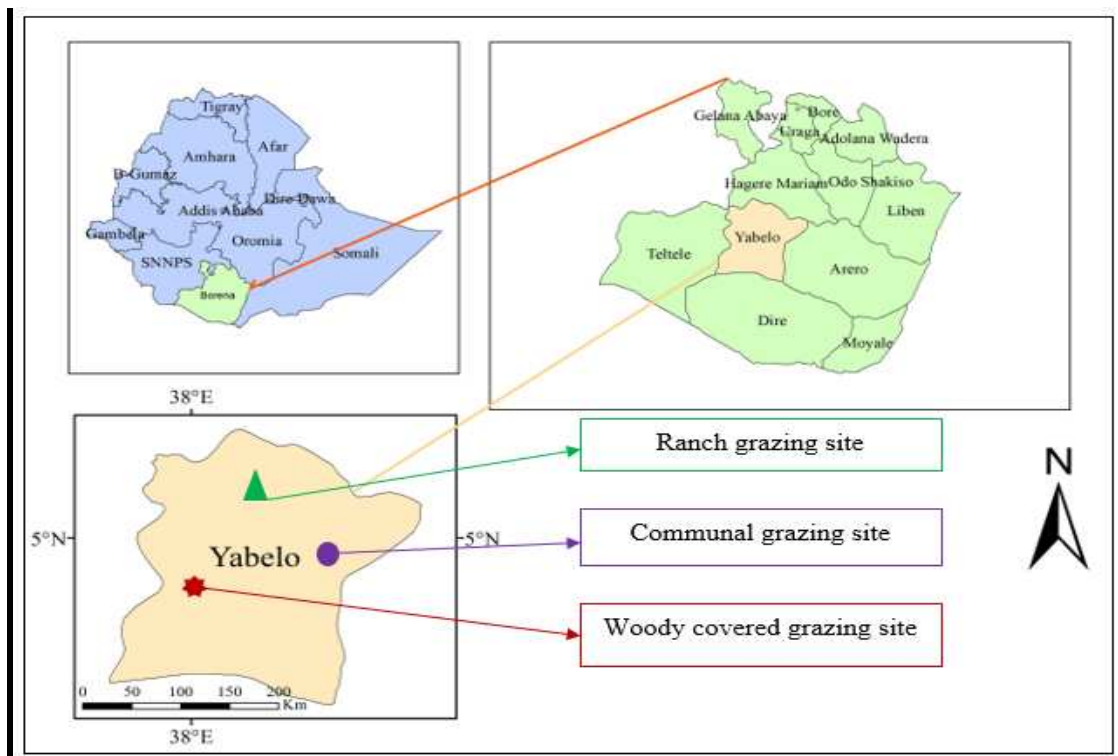 Tigray
Afar
Amhara
B-Gumaz
Dire Dawa
Addis Ababa
Gambela
Oromia
Somali
SNNPS
Borena
Gelana Abaya
Bore
Uraga
Adolana Wadera
Hagere Mariam
Odo Shakiso
Liben
Yabelo
Teltele
Arero
Dire
Moyale
38°E
Ranch grazing site
N
5°N
5°N
Yabelo
Communal grazing site
Woody covered grazing site
0 50 100 150 200
Km
38°E